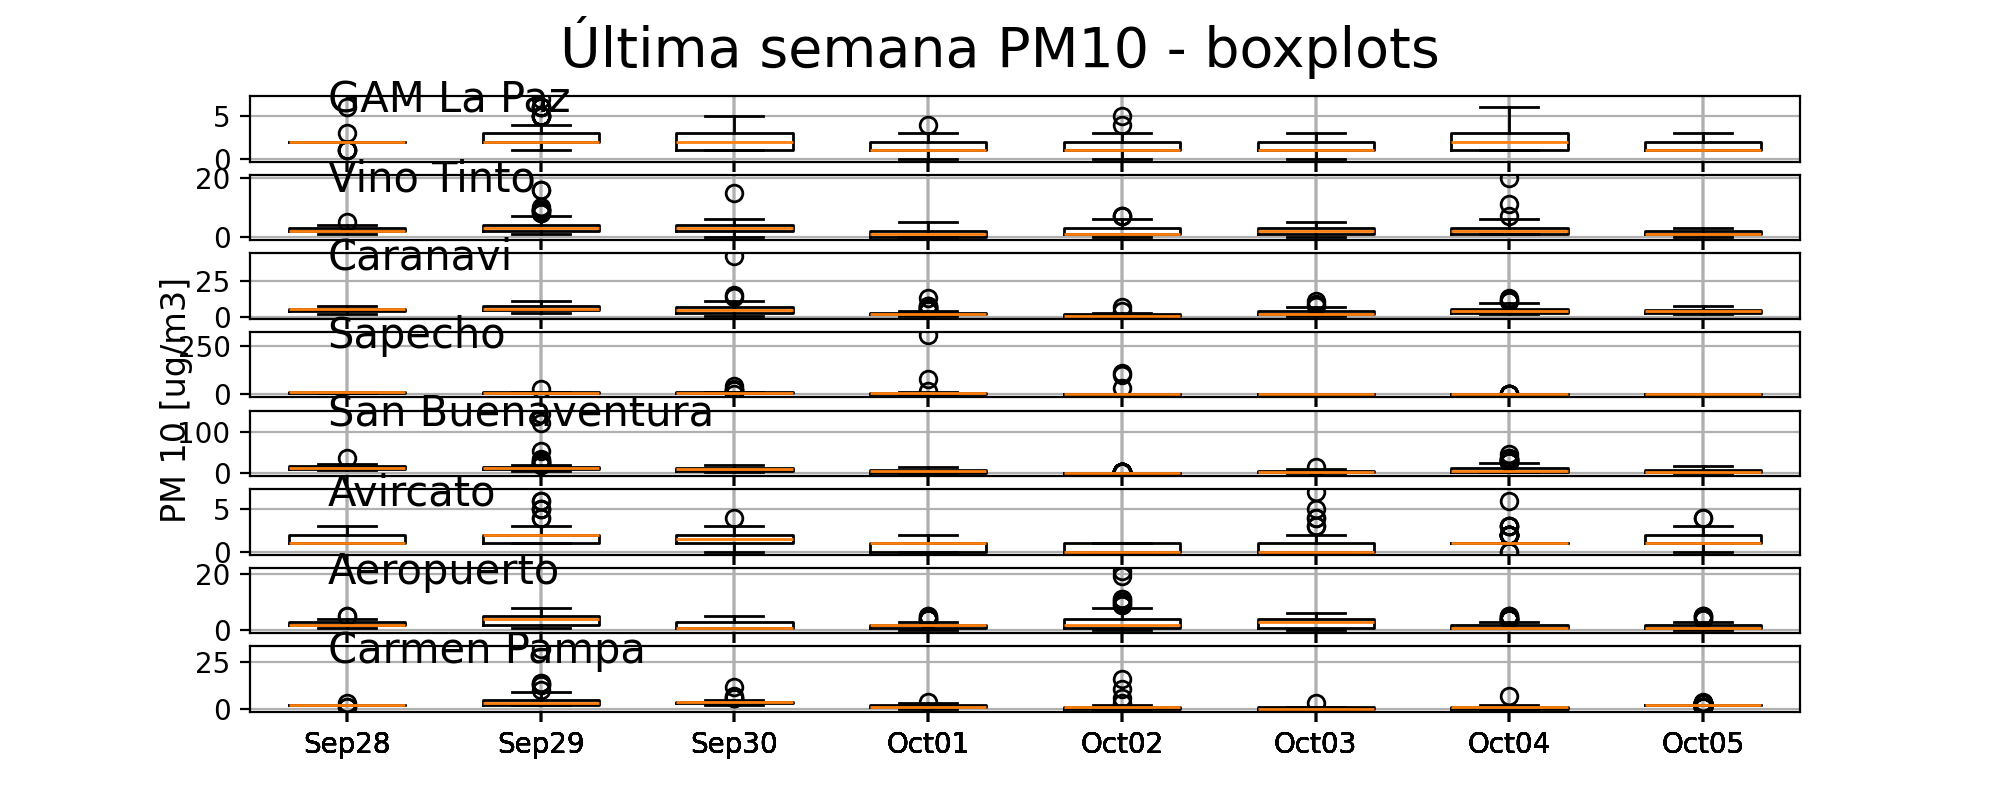 Última semana PM10 - boxplots
PM 10 [ug/m3]
GAM La Paz
5
0
Vino Tinto
20
0
Caranavi
25
0
Sapecho
250
0
San Buenaventura
100
0
Avircato
5
0
Aeropuerto
20
0
Carmen Pampa
25
0
Sep28 Sep29 Sep30 Oct01 Oct02 Oct03 Oct04 Oct05